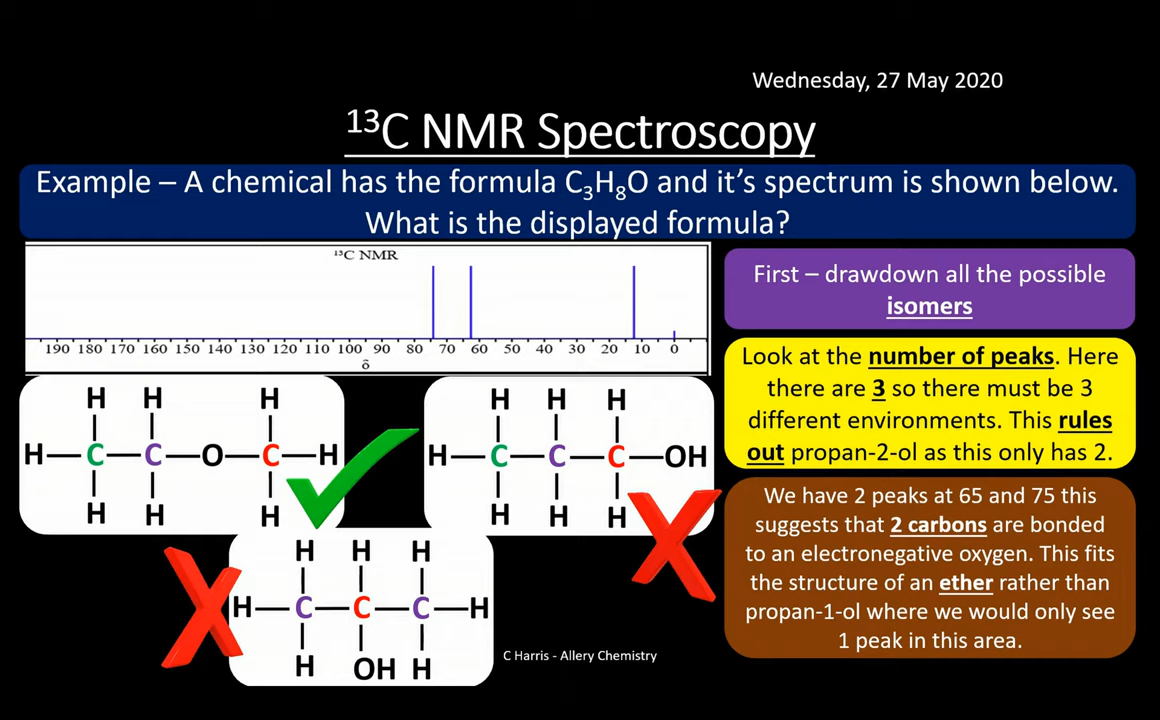 Wednesday, 27 May 2020
¹³C NMR Spectroscopy
Example – A chemical has the formula C₃H₈O and it's spectrum is shown below.
What is the displayed formula?
¹³C NMR
190 180 170 160 150 140 130 120 110 100 90 80 70 60 50 40 30 20 10 0
δ
First – drawdown all the possible
isomers
Look at the number of peaks. Here
there are 3 so there must be 3
different environments. This rules
out propan-2-ol as this only has 2.
We have 2 peaks at 65 and 75 this
suggests that 2 carbons are bonded
to an electronegative oxygen. This fits
the structure of an ether rather than
propan-1-ol where we would only see
1 peak in this area.
H H H
H C C O C H
H H H
H H H
H C C C OH
H H H
H H H
H C C C H
H OH H
C Harris - Allery Chemistry